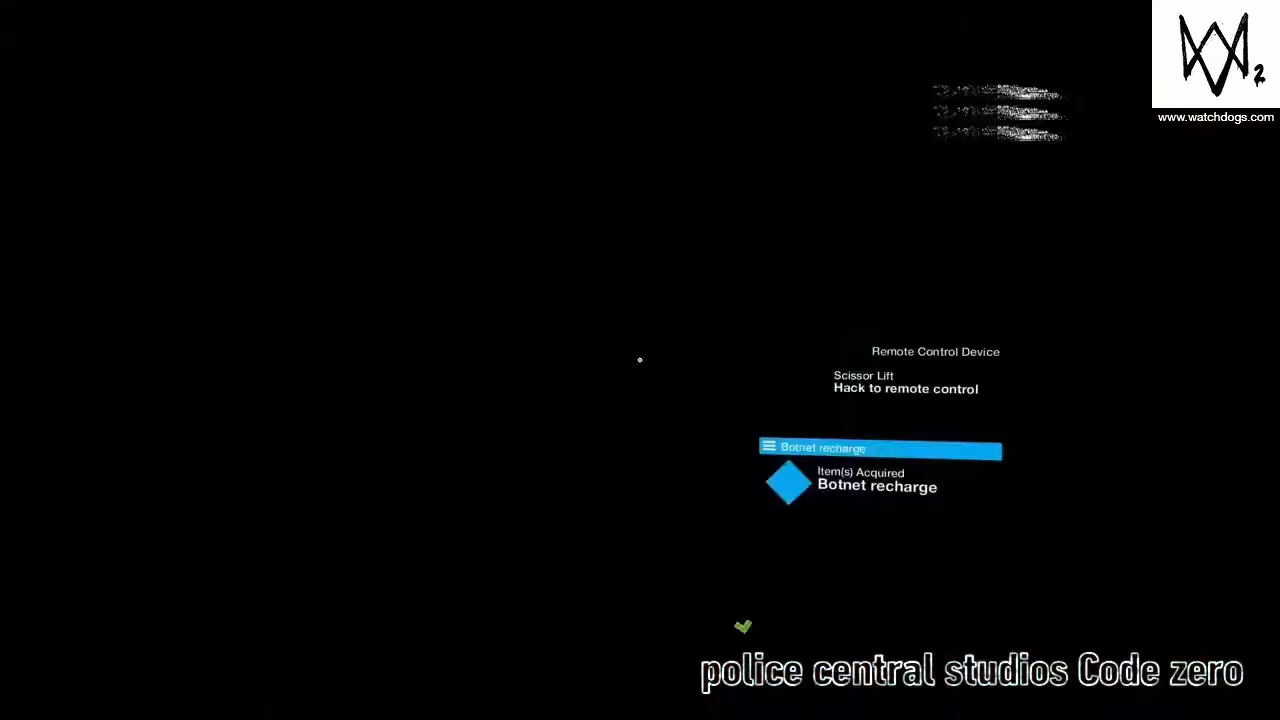 2
www.watchdogs.com
Remote Control Device
Scissor Lift
Hack to remote control
Botnet recharge
Item(s) Acquired
Botnet recharge
police central studios Code zero